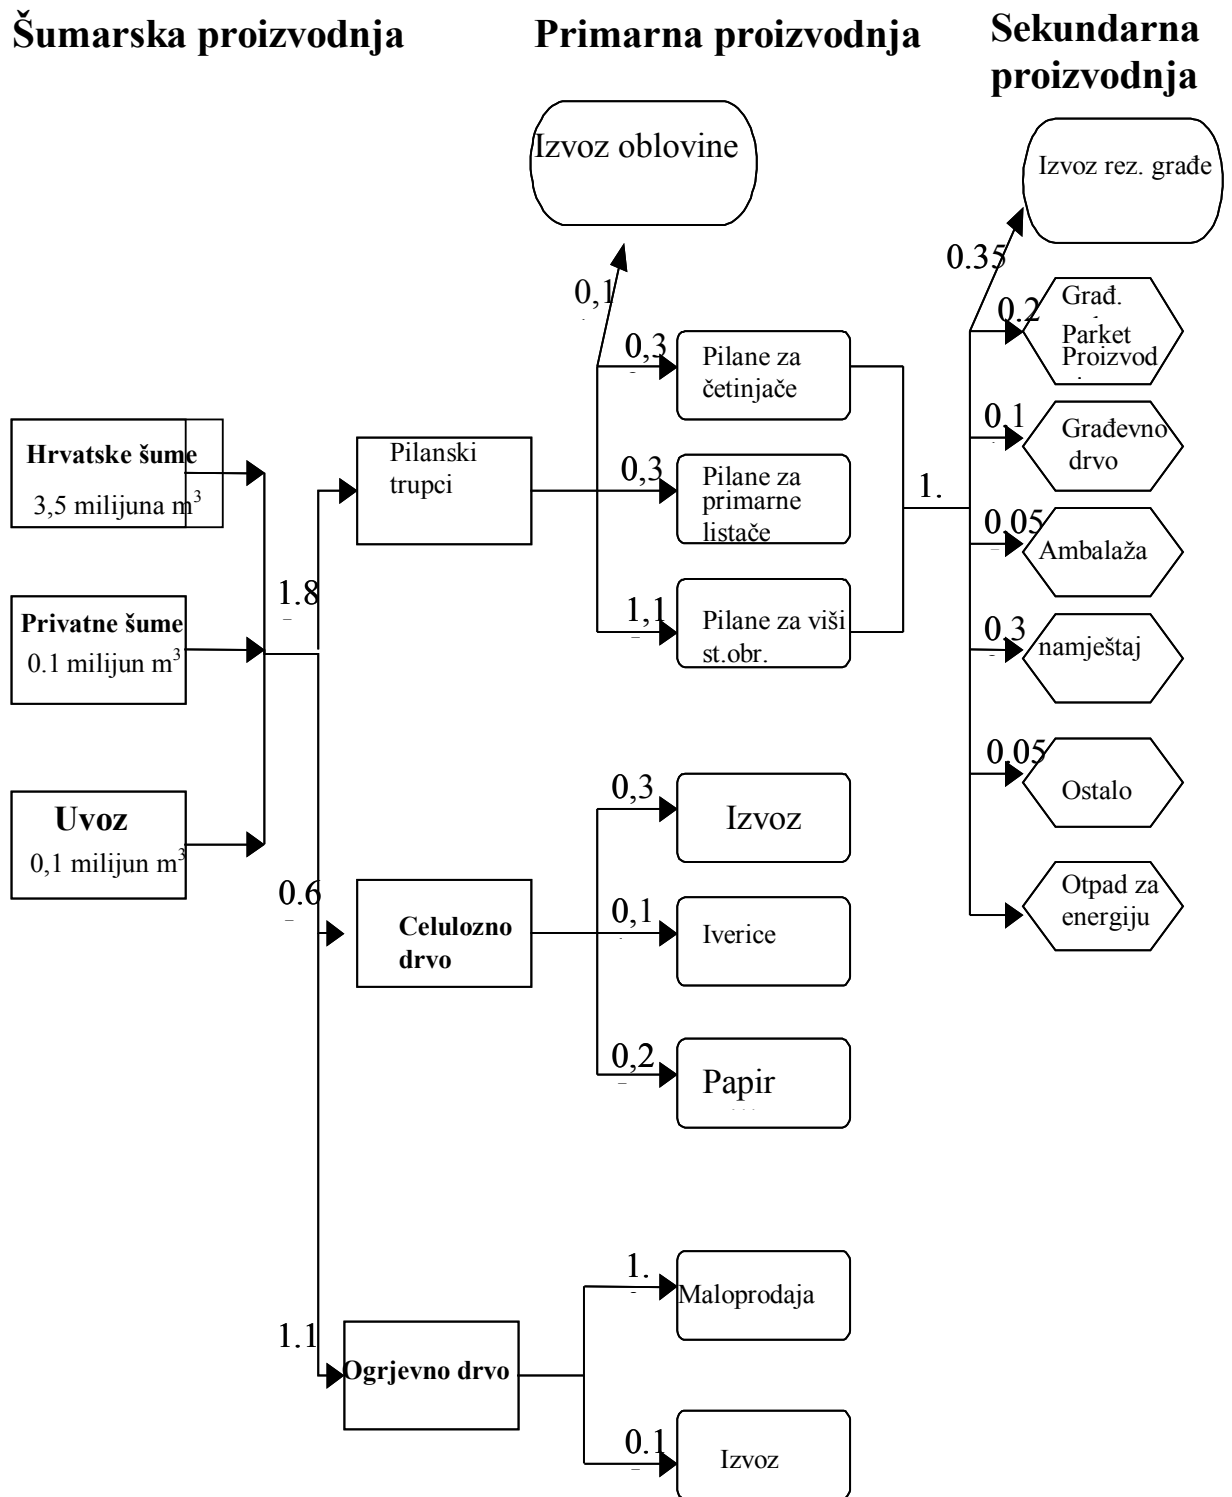 Šumarska proizvodnja
Primarna proizvodnja
Sekundarna
proizvodnja
Izvoz oblovine
Izvoz rez. građe
0.35
0,1
0.2
Građ.
Parket
Proizvod
0,3
Pilane za
četinjače
0,1
Građevno
drvo
Hrvatske šume
3,5 milijuna m³
Pilanski
trupci
0,3
Pilane za
primarne
listače
1.
0.05
Ambalaža
1.8
Privatne šume
0.1 milijun m³
1,1
Pilane za viši
st.obr.
0.3
namještaj
0.05
Ostalo
Uvoz
0,1 milijun m³
0,3
Izvoz
0.6
Celulozno
drvo
0,1
Iverice
Otpad za
energiju
0,2
Papir
1.
Maloprodaja
1.1
Ogrjevno drvo
0.1
Izvoz